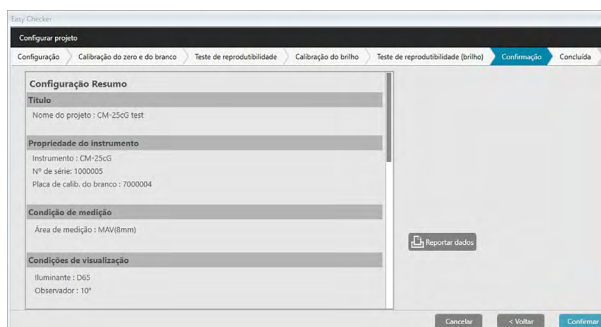 Easy Checker
Configurar projeto
Configuração
Calibração do zero e do branco
Teste de reprodutibilidade
Calibração do brilho
Teste de reprodutibilidade (brilho)
Confirmação
Concluída
Configuração Resumo
Título
Nome do projeto : CM-25cG test
Propriedade do instrumento
Instrumento : CM-25cG
Nº de série: 1000005
Placa de calib. do branco : 7000004
Condição de medição
Área de medição : MAV(8mm)
Reportar dados
Condições de visualização
Iluminante : D65
Observador : 10°
Cancelar
< Voltar
Confirmar